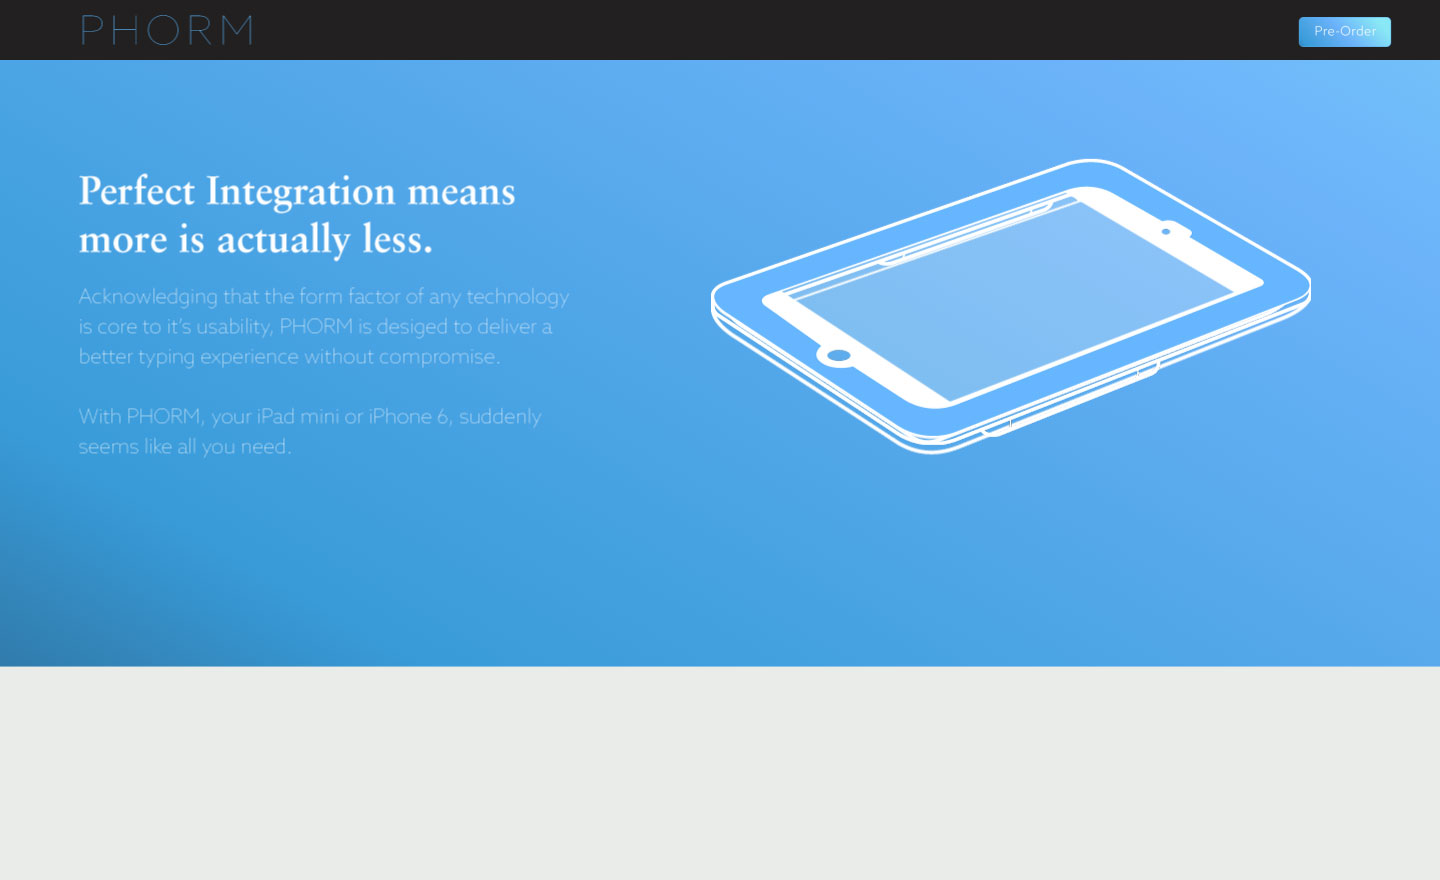 PHORM
Pre-Order
Perfect Integration means
more is actually less.
Acknowledging that the form factor of any technology
is core to it’s usability, PHORM is desiged to deliver a
better typing experience without compromise.
With PHORM, your iPad mini or iPhone 6, suddenly
seems like all you need.